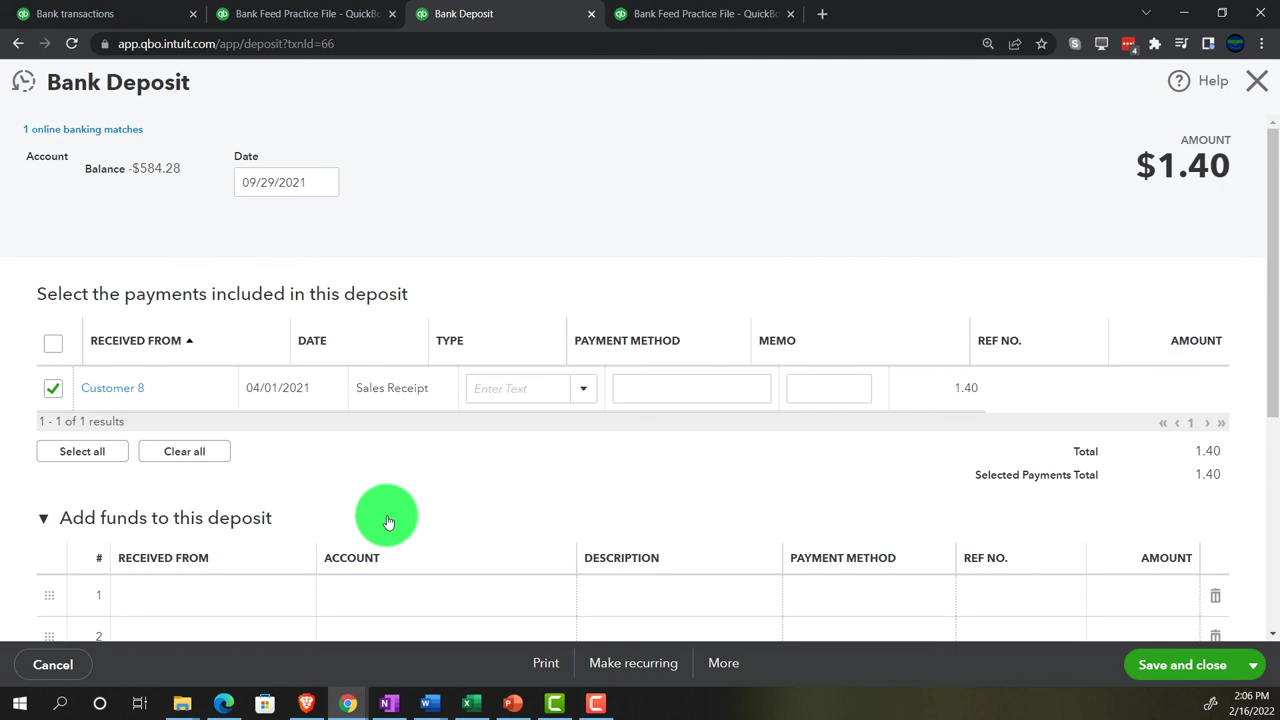 Bank transactions
Bank Feed Practice File - QuickBo
Bank Deposit
Bank Feed Practice File - QuickBo
app.qbo.intuit.com/app/deposit?txnId=66
4
Bank Deposit
Help
1 online banking matches
Account
Balance -$584.28
Date
09/29/2021
AMOUNT
$1.40
Select the payments included in this deposit
RECEIVED FROM DATE TYPE PAYMENT METHOD MEMO REF NO. AMOUNT
Customer 8 04/01/2021 Sales Receipt Enter Text 1.40
1 - 1 of 1 results
« ‹ 1 › »
Select all Clear all
Total 1.40
Selected Payments Total 1.40
Add funds to this deposit
# RECEIVED FROM ACCOUNT DESCRIPTION PAYMENT METHOD REF NO. AMOUNT
1
2
Cancel Print Make recurring More Save and close
2:06 PM
2/16/2022